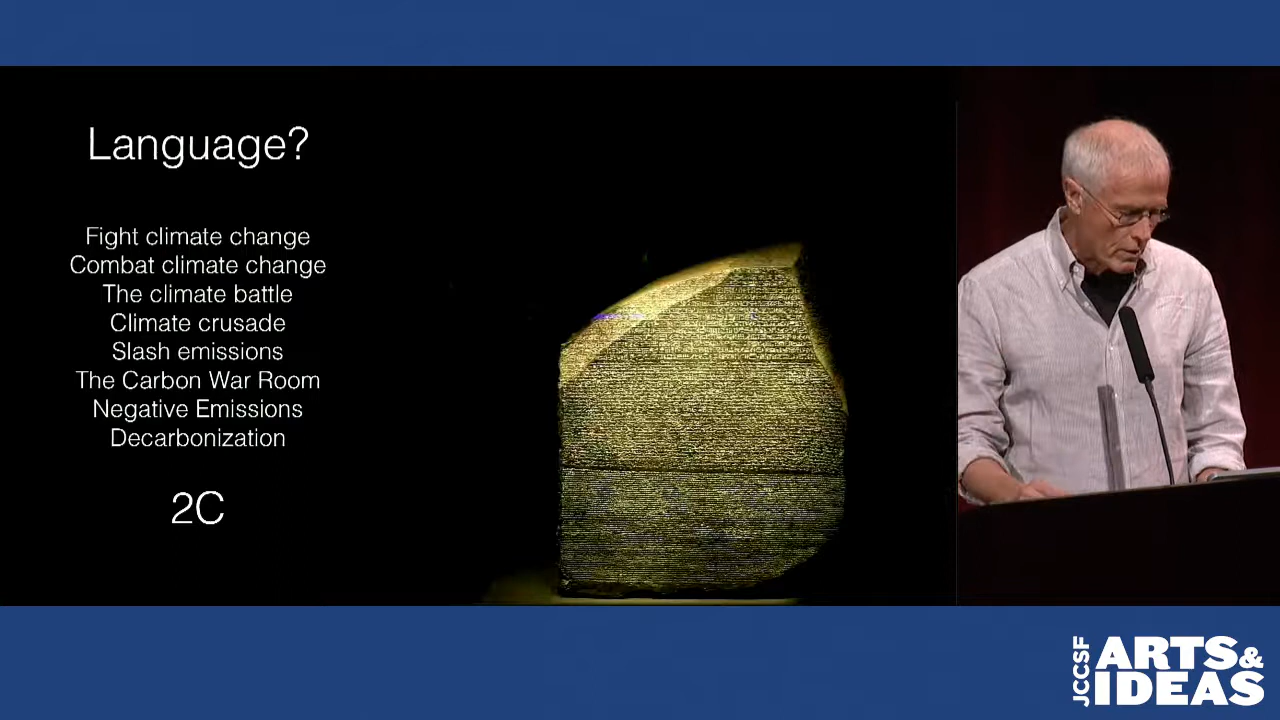 Language?
Fight climate change
Combat climate change
The climate battle
Climate crusade
Slash emissions
The Carbon War Room
Negative Emissions
Decarbonization
2C
JCCSF
ARTS&
IDEAS